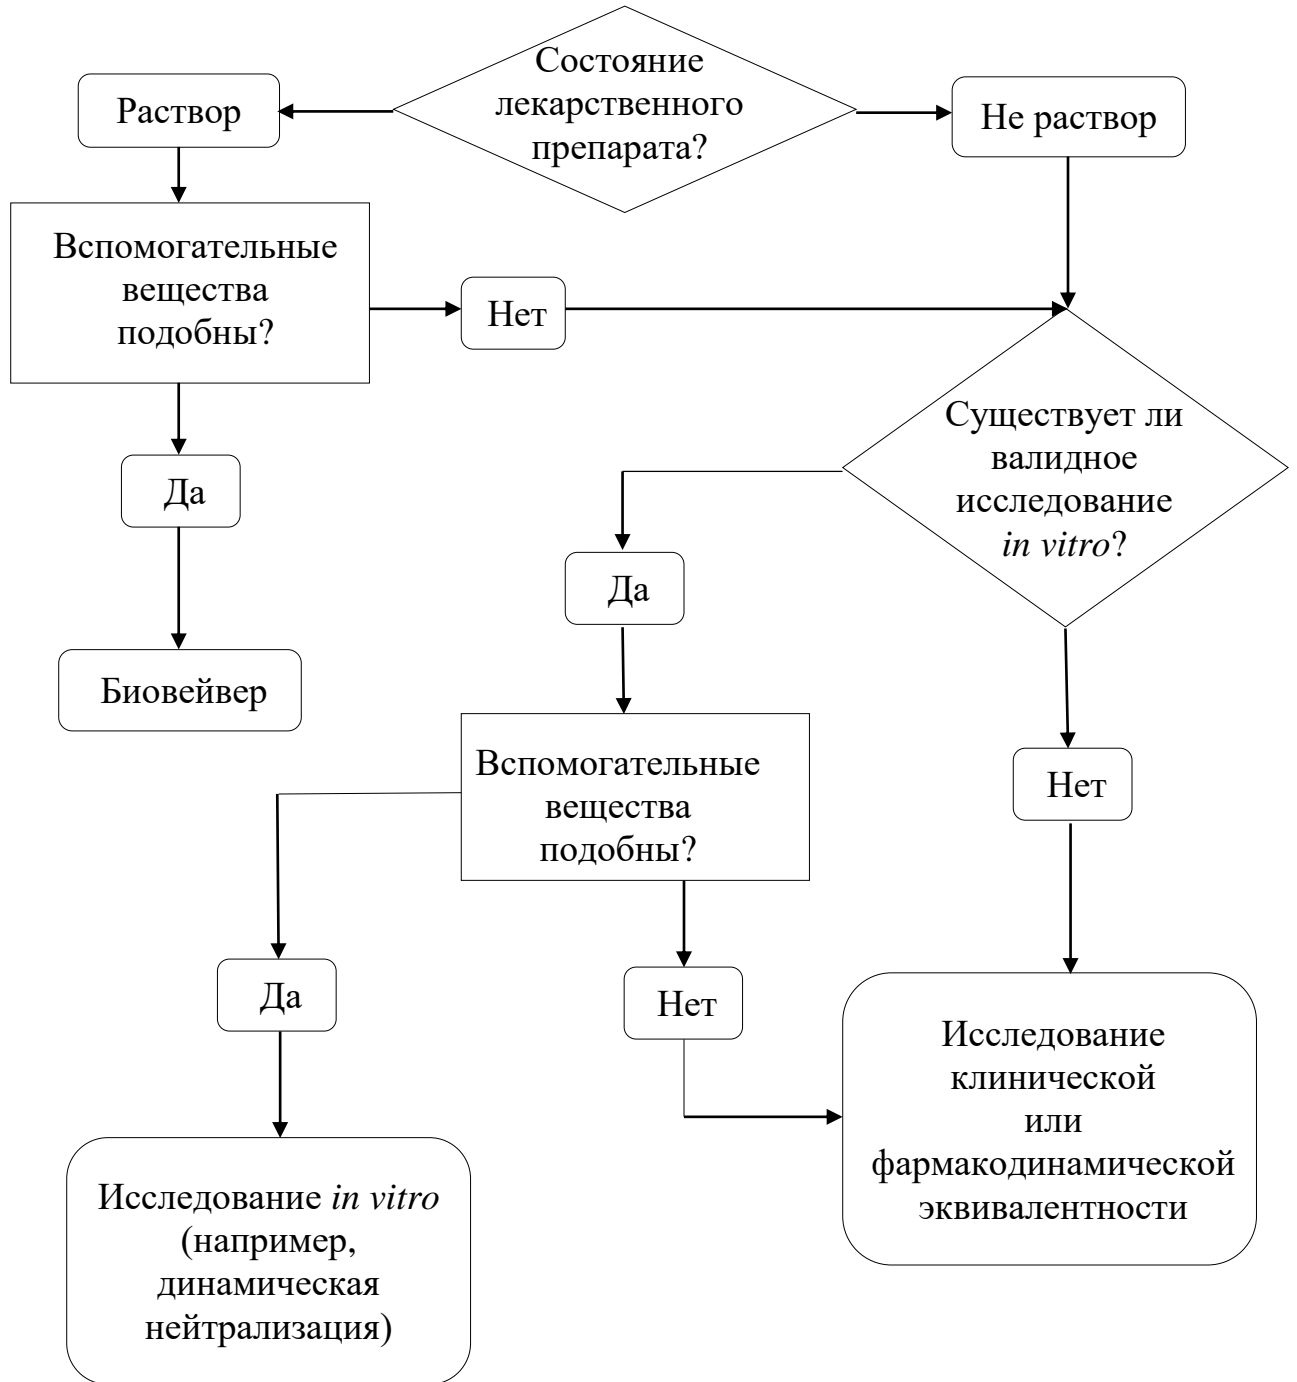 Состояние
лекарственного
препарата?
Раствор
Не раствор
Вспомогательные
вещества
подобны?
Нет
Существует ли
валидное
исследование
in vitro?
Да
Да
Биовейвер
Вспомогательные
вещества
подобны?
Нет
Да
Нет
Исследование
клинической
или
фармакодинамической
эквивалентности
Исследование in vitro
(например,
динамическая
нейтрализация)